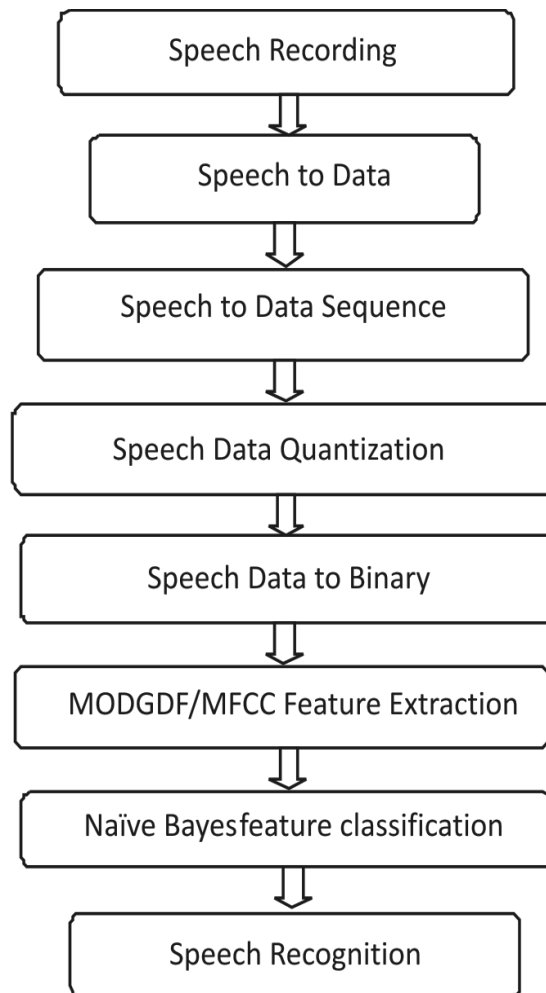 Speech Recording
Speech to Data
Speech to Data Sequence
Speech Data Quantization
Speech Data to Binary
MODGDF/MFCC Feature Extraction
Naïve Bayesfeature classification
Speech Recognition